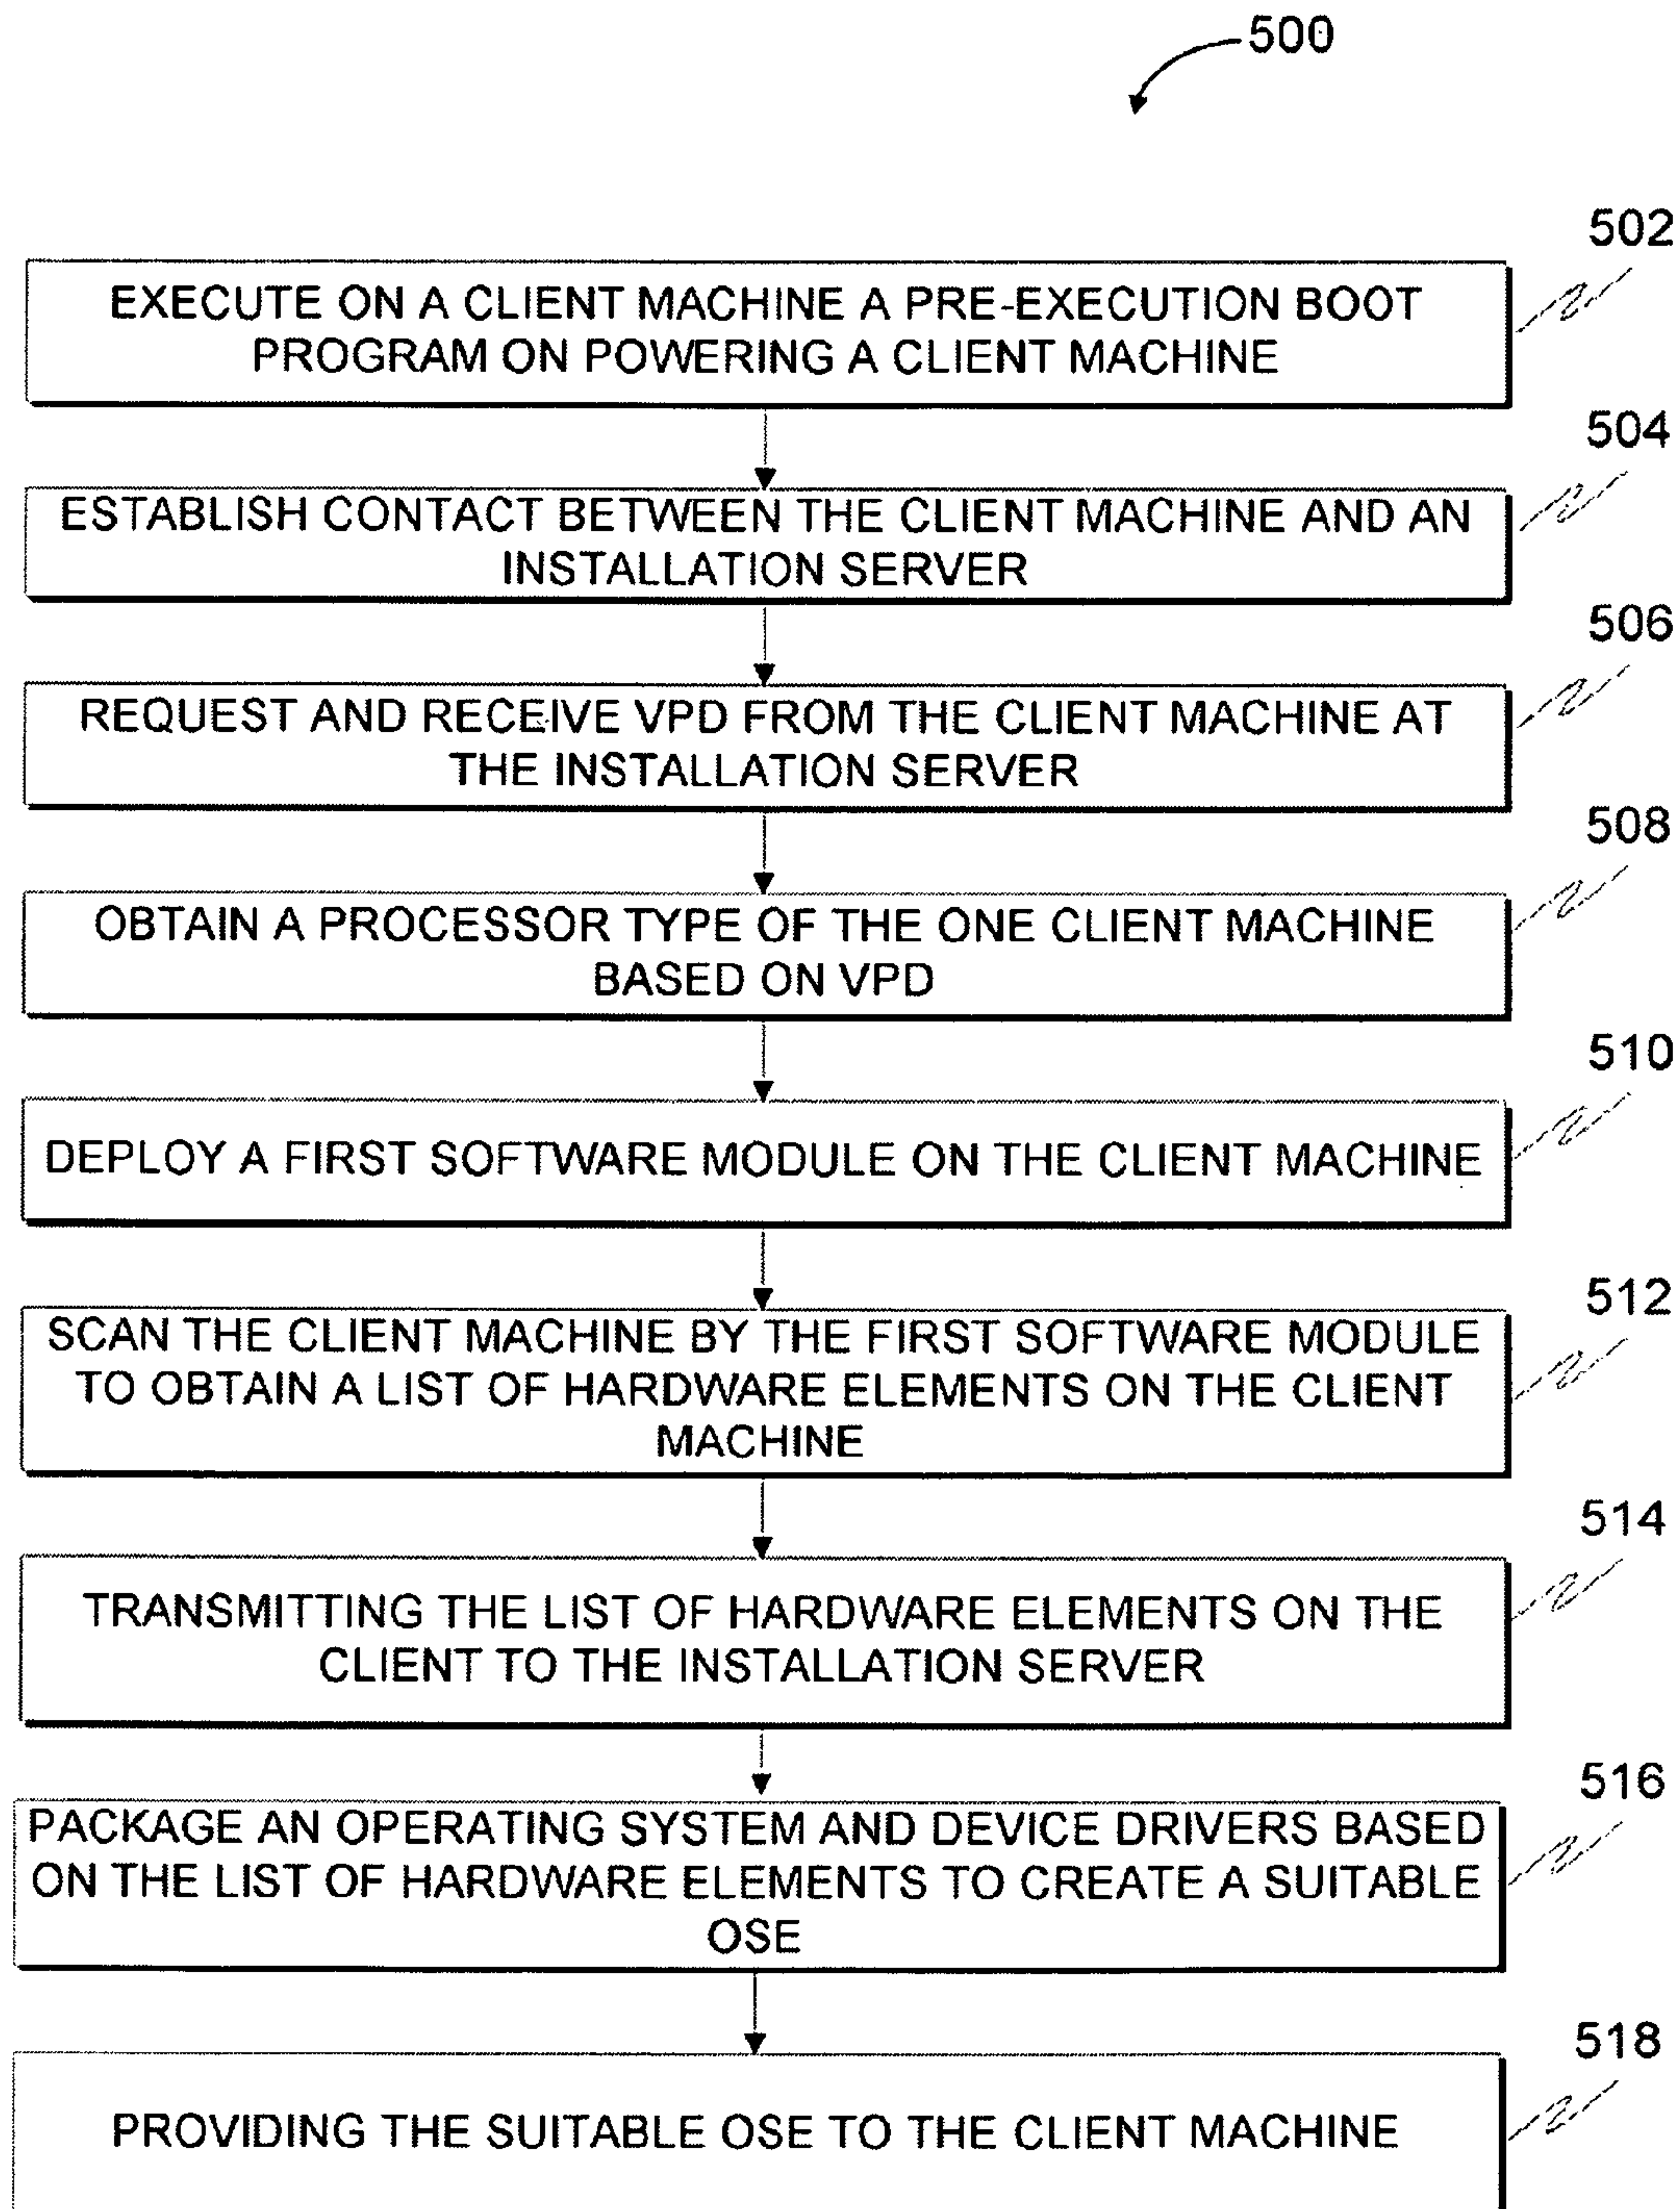 500
502
EXECUTE ON A CLIENT MACHINE A PRE-EXECUTION BOOT
PROGRAM ON POWERING A CLIENT MACHINE
504
ESTABLISH CONTACT BETWEEN THE CLIENT MACHINE AND AN
INSTALLATION SERVER
506
REQUEST AND RECEIVE VPD FROM THE CLIENT MACHINE AT
THE INSTALLATION SERVER
508
OBTAIN A PROCESSOR TYPE OF THE ONE CLIENT MACHINE
BASED ON VPD
510
DEPLOY A FIRST SOFTWARE MODULE ON THE CLIENT MACHINE
512
SCAN THE CLIENT MACHINE BY THE FIRST SOFTWARE MODULE
TO OBTAIN A LIST OF HARDWARE ELEMENTS ON THE CLIENT
MACHINE
514
TRANSMITTING THE LIST OF HARDWARE ELEMENTS ON THE
CLIENT TO THE INSTALLATION SERVER
516
PACKAGE AN OPERATING SYSTEM AND DEVICE DRIVERS BASED
ON THE LIST OF HARDWARE ELEMENTS TO CREATE A SUITABLE
OSE
518
PROVIDING THE SUITABLE OSE TO THE CLIENT MACHINE